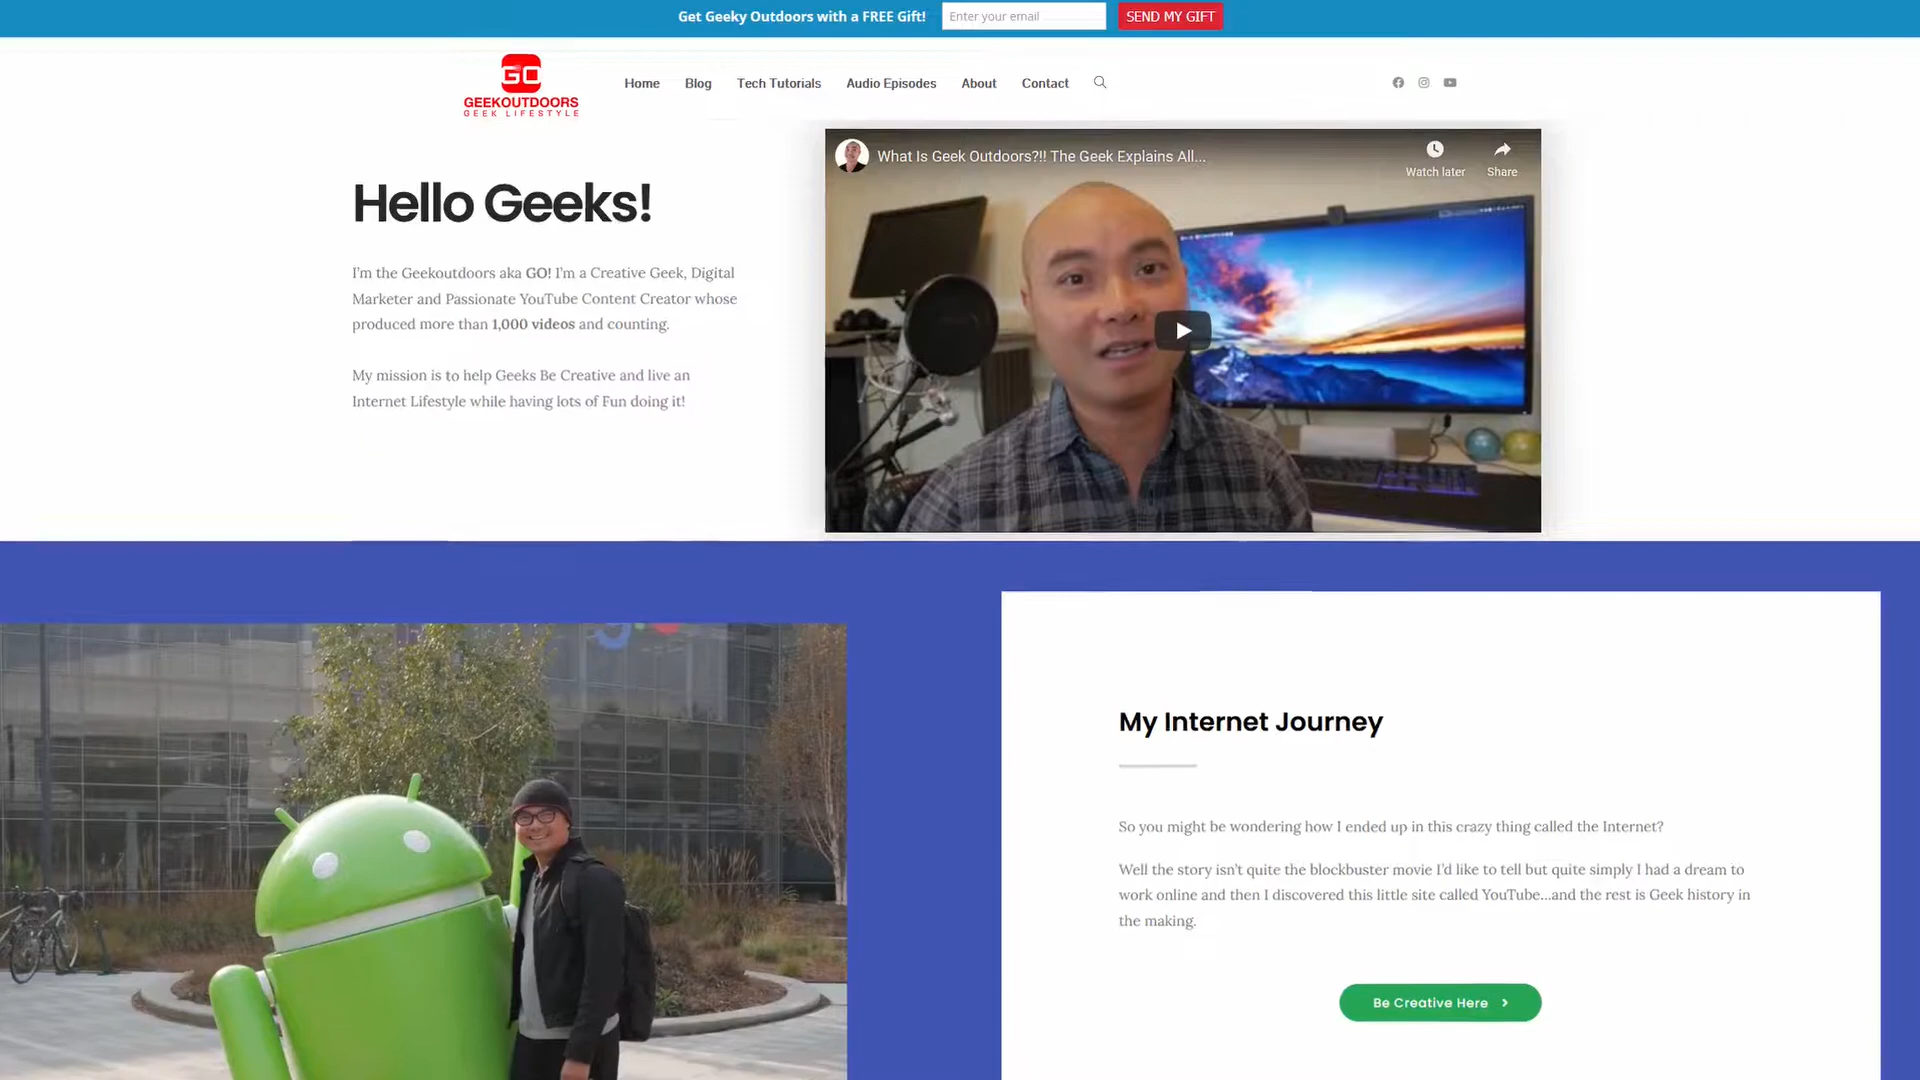 Get Geeky Outdoors with a FREE Gift!
Enter your email
SEND MY GIFT
GO
GEEKOUTDOORS
GEEK LIFESTYLE
Home
Blog
Tech Tutorials
Audio Episodes
About
Contact
What Is Geek Outdoors?!! The Geek Explains All...
Watch later
Share
Hello Geeks!
I'm the Geekoutdoors aka GO! I'm a Creative Geek, Digital
Marketer and Passionate YouTube Content Creator whose
produced more than 1,000 videos and counting.
My mission is to help Geeks Be Creative and live an
Internet Lifestyle while having lots of Fun doing it!
My Internet Journey
So you might be wondering how I ended up in this crazy thing called the Internet?
Well the story isn't quite the blockbuster movie I'd like to tell but quite simply I had a dream to
work online and then I discovered this little site called YouTube...and the rest is Geek history in
the making.
Be Creative Here